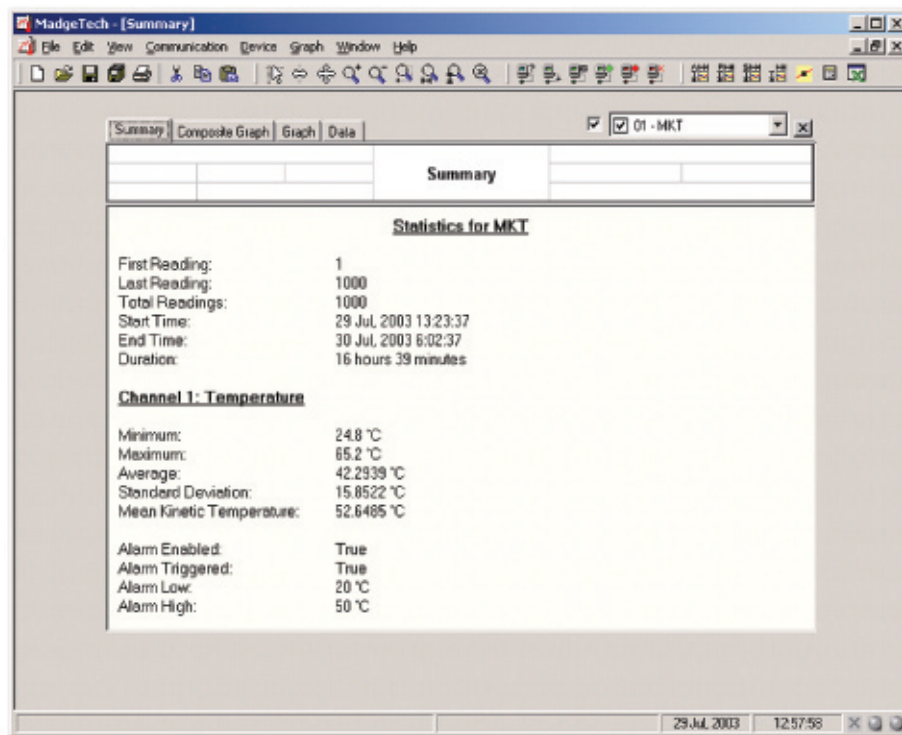 MadgeTech - [Summary]
File Edit View Communication Device Graph Window Help
Summary Composite Graph Graph Data 01 - MKT
Summary
Statistics for MKT
First Reading: 1
Last Reading: 1000
Total Readings: 1000
Start Time: 29 Jul, 2003 13:23:37
End Time: 30 Jul, 2003 6:02:37
Duration: 16 hours 39 minutes
Channel 1: Temperature
Minimum: 24.8 °C
Maximum: 65.2 °C
Average: 42.2939 °C
Standard Deviation: 15.8522 °C
Mean Kinetic Temperature: 52.6485 °C
Alarm Enabled: True
Alarm Triggered: True
Alarm Low: 20 °C
Alarm High: 50 °C
29 Jul, 2003 12:57:58